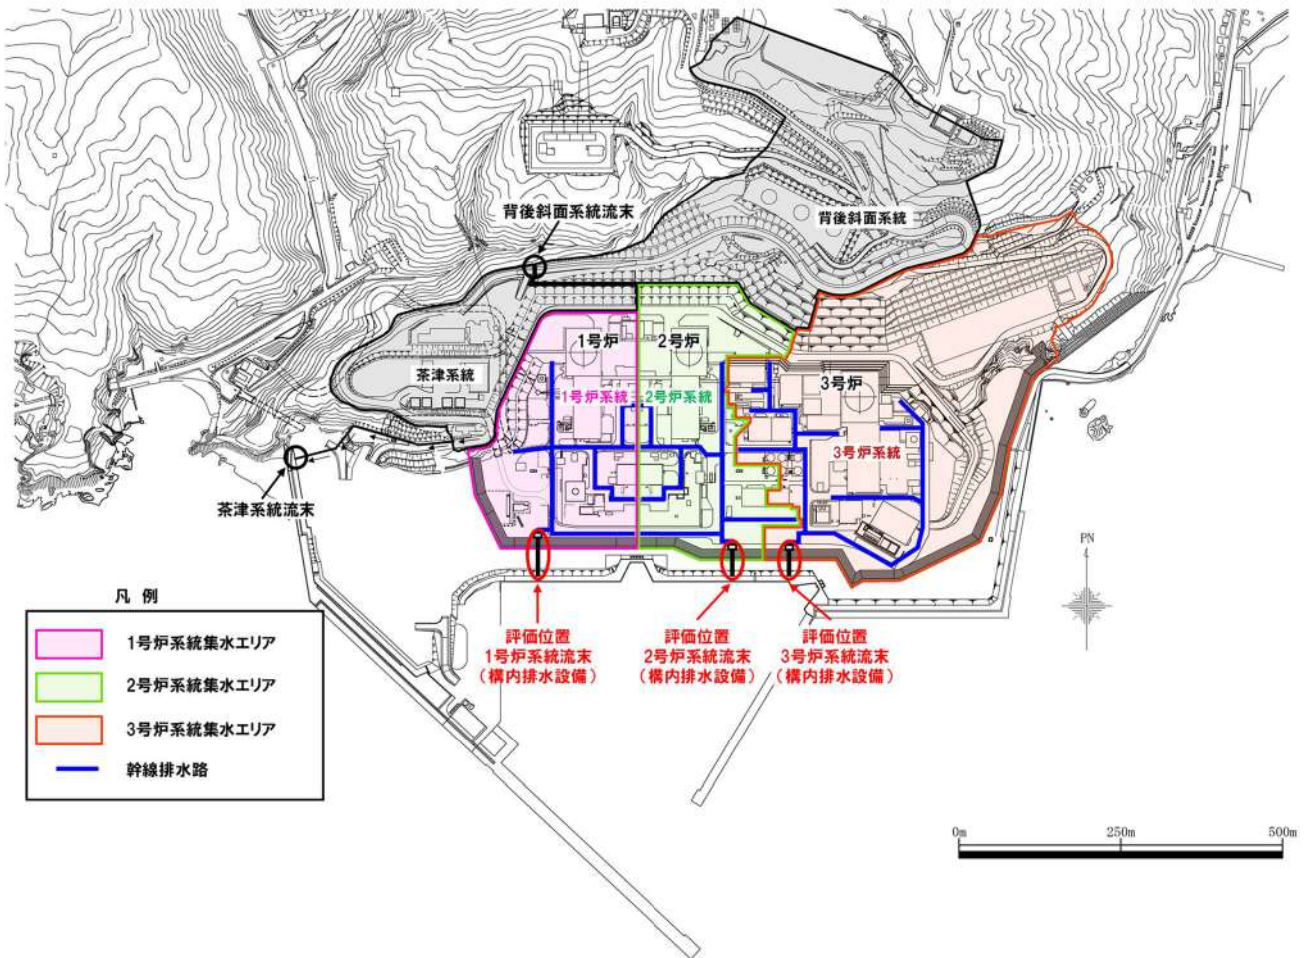 背後斜面系統流末
背後斜面系統
1号炉
2号炉
3号炉
茶津系統
1号炉系統
2号炉系統
3号炉系統
茶津系統流末
PN
評価位置
1号炉系統流末
(構内排水設備)
評価位置
2号炉系統流末
(構内排水設備)
評価位置
3号炉系統流末
(構内排水設備)
凡 例
1号炉系統集水エリア
2号炉系統集水エリア
3号炉系統集水エリア
幹線排水路
0m 250m 500m